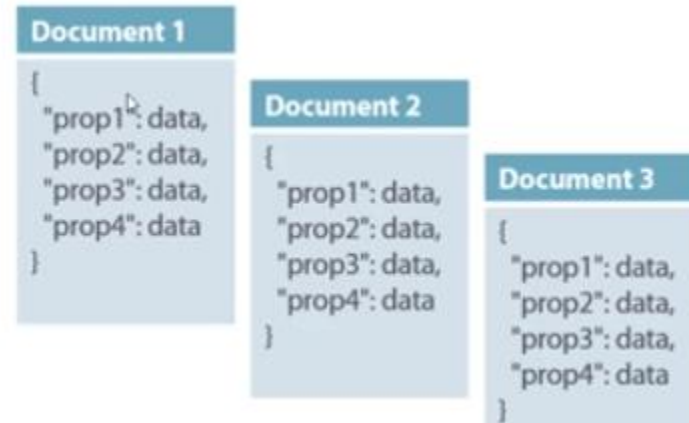 Document 1
{
"prop1": data,
"prop2": data,
"prop3": data,
"prop4": data
}
Document 2
{
"prop1": data,
"prop2": data,
"prop3": data,
"prop4": data
}
Document 3
{
"prop1": data,
"prop2": data,
"prop3": data,
"prop4": data
}